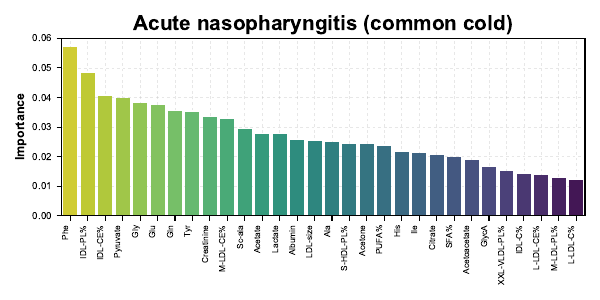 Acute nasopharyngitis (common cold)
Importance
0.06
0.05
0.04
0.03
0.02
0.01
0.00
Phe
IDL-PL%
IDL-CE%
Pyruvate
Gly
Glu
Gln
Tyr
Creatinine
M-LDL-CE%
Sc-ala
Acetate
Lactate
Albumin
LDL-size
Ala
S-HDL-PL%
Acetone
PUFA%
His
Ile
Citrate
SFA%
Acetoacetate
GlycA
XXL-VLDL-PL%
IDL-C%
L-LDL-CE%
M-LDL-PL%
L-LDL-C%